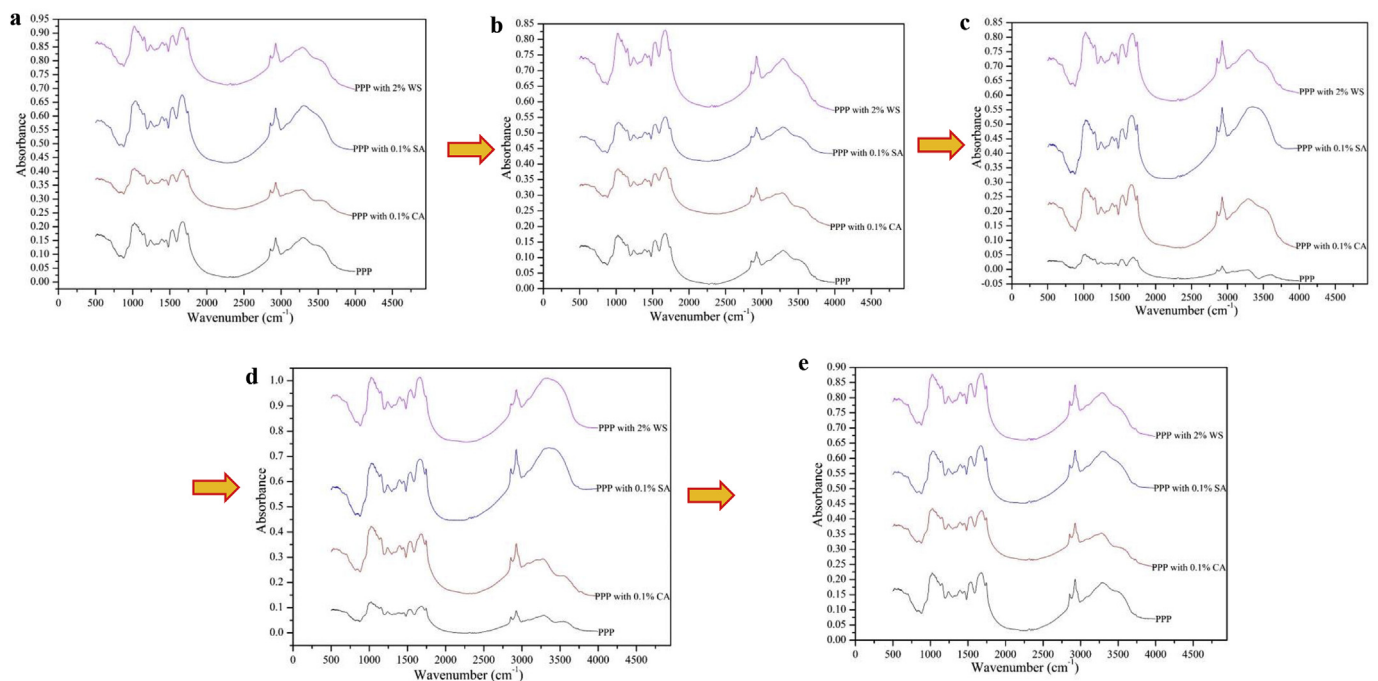 a
0.95
0.90
0.85
0.80
0.75
0.70
0.65
0.60
0.55
0.50
0.45
0.40
0.35
0.30
0.25
0.20
0.15
0.10
0.05
0.00
Absorbance
PPP with 2% WS
PPP with 0.1% SA
PPP with 0.1% CA
PPP
0 500 1000 1500 2000 2500 3000 3500 4000 4500
Wavenumber (cm-1)
b
0.85
0.80
0.75
0.70
0.65
0.60
0.55
0.50
0.45
0.40
0.35
0.30
0.25
0.20
0.15
0.10
0.05
0.00
Absorbance
PPP with 2% WS
PPP with 0.1% SA
PPP with 0.1% CA
PPP
0 500 1000 1500 2000 2500 3000 3500 4000 4500
Wavenumber (cm-1)
c
0.85
0.80
0.75
0.70
0.65
0.60
0.55
0.50
0.45
0.40
0.35
0.30
0.25
0.20
0.15
0.10
0.05
-0.00
-0.05
Absorbance
PPP with 2% WS
PPP with 0.1% SA
PPP with 0.1% CA
PPP
0 500 1000 1500 2000 2500 3000 3500 4000 4500
Wavenumber (cm-1)
d
1.0
0.9
0.8
0.7
0.6
0.5
0.4
0.3
0.2
0.1
0.0
Absorbance
PPP with 2% WS
PPP with 0.1% SA
PPP with 0.1% CA
PPP
0 500 1000 1500 2000 2500 3000 3500 4000 4500
Wavenumber (cm-1)
e
0.90
0.85
0.80
0.75
0.70
0.65
0.60
0.55
0.50
0.45
0.40
0.35
0.30
0.25
0.20
0.15
0.10
0.05
0.00
Absorbance
PPP with 2% WS
PPP with 0.1% SA
PPP with 0.1% CA
PPP
0 500 1000 1500 2000 2500 3000 3500 4000 4500
Wavenumber (cm-1)